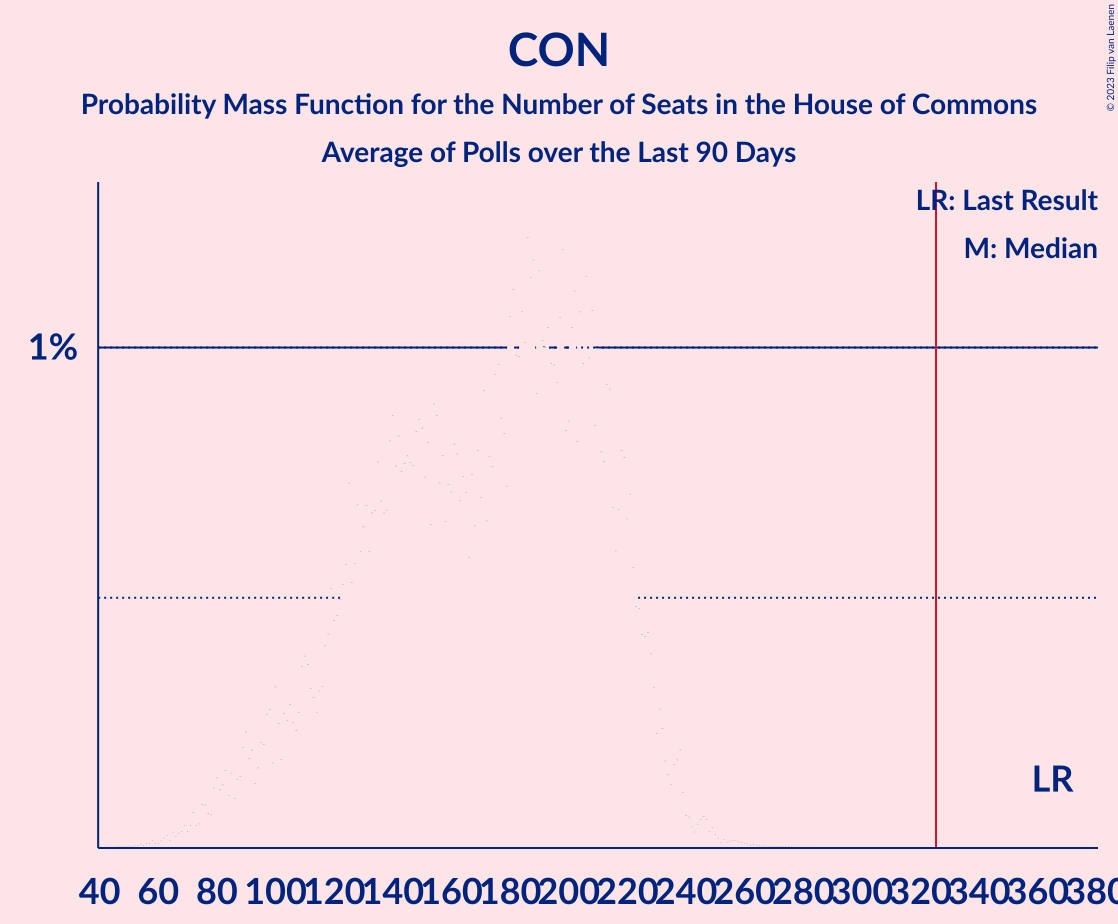 © 2023 Filip van Laenen
CON
Probability Mass Function for the Number of Seats in the House of Commons
Average of Polls over the Last 90 Days
LR: Last Result
M: Median
1%
LR
40 60 80 100 120 140 160 180 200 220 240 260 280 300 320 340 360 380